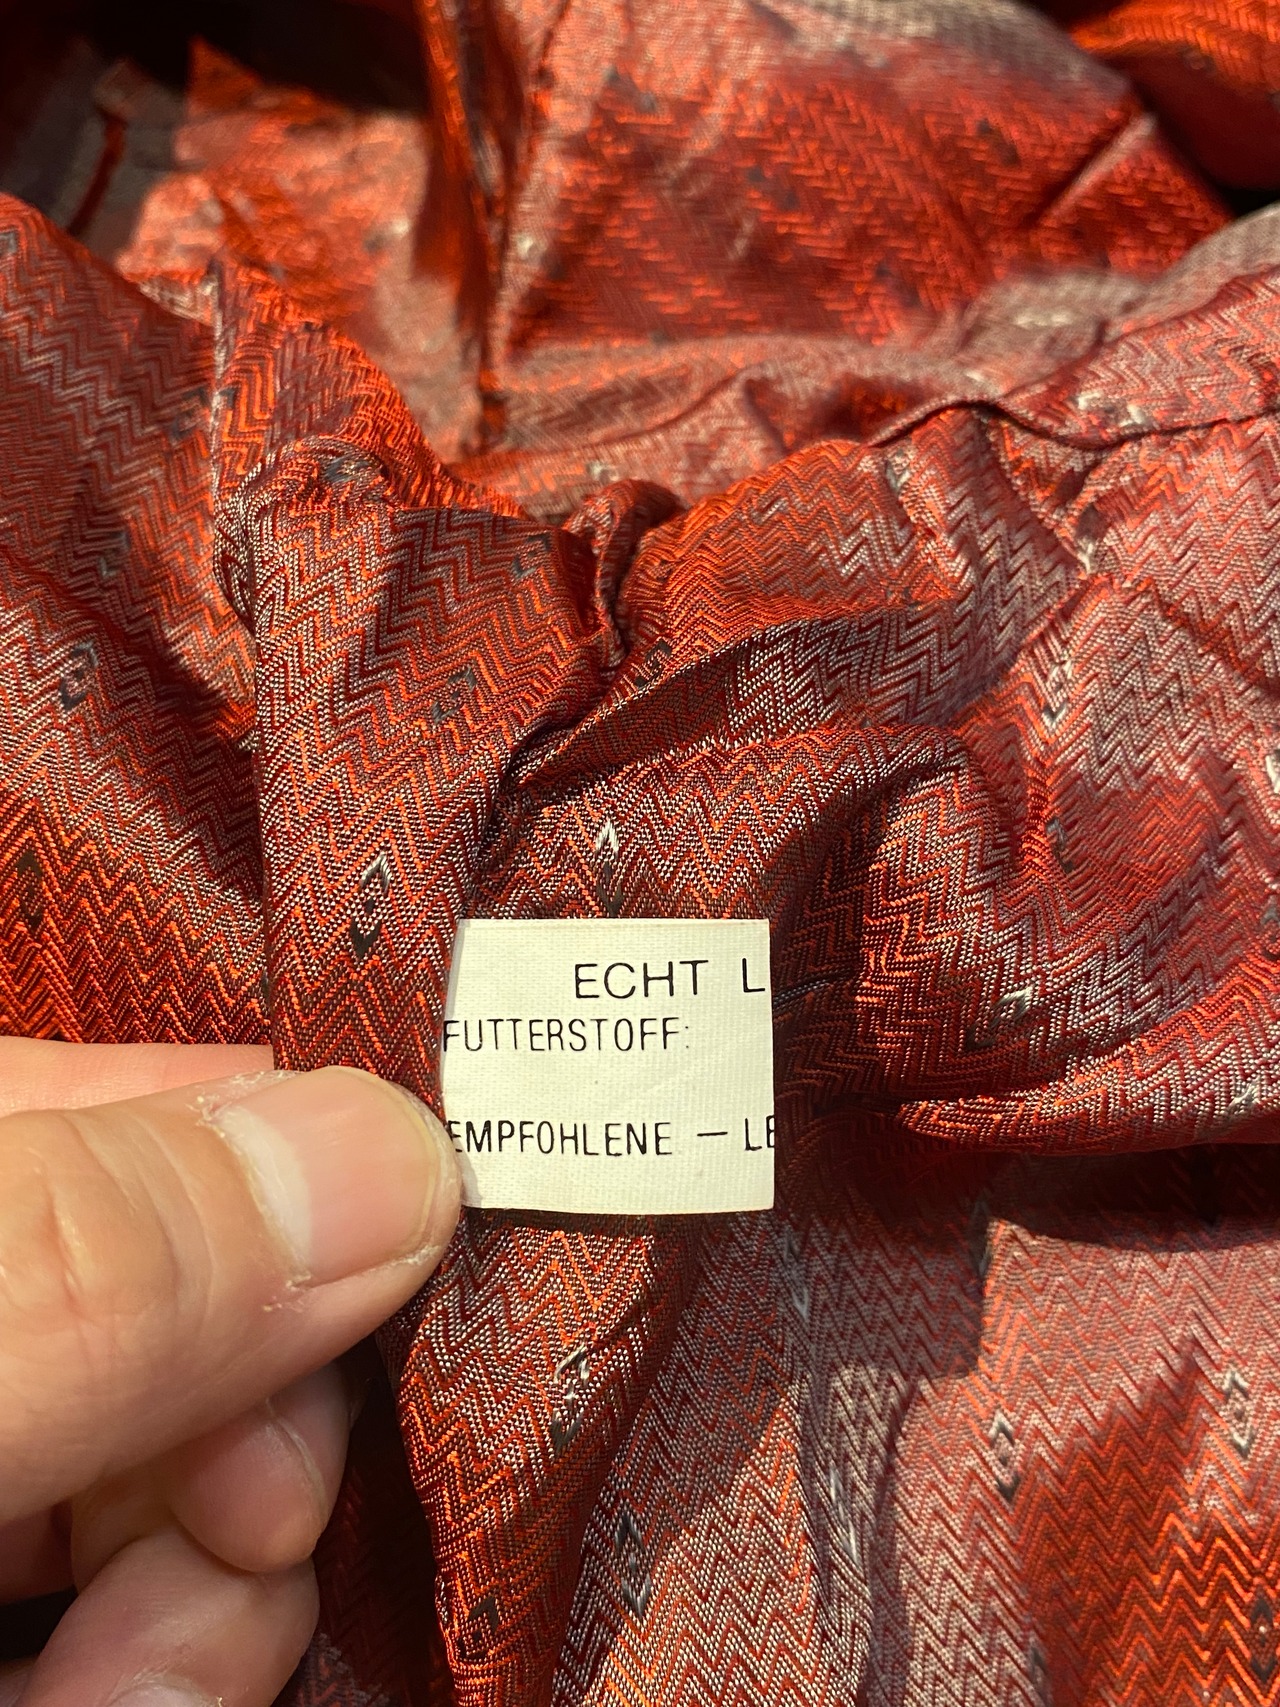 ECHT L
FUTTERSTOFF:
EMPFOHLENE — LE